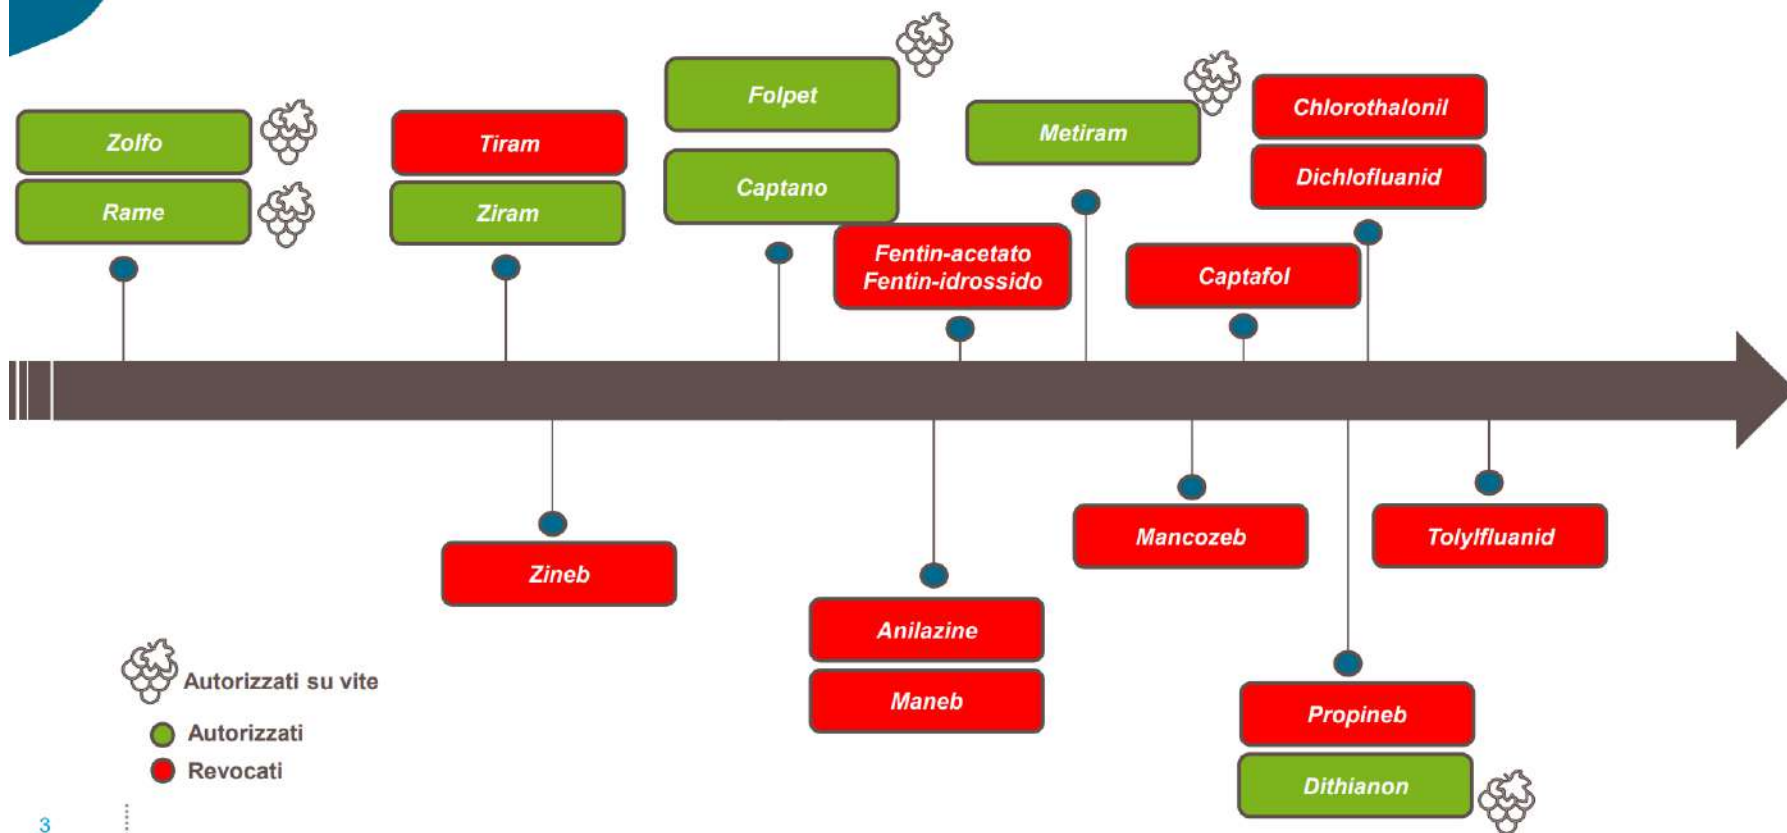 Zolfo
Rame
Tiram
Ziram
Folpet
Captano
Fentin-acetato
Fentin-idrossido
Metiram
Captafol
Chlorothalonil
Dichlofluanid
Zineb
Anilazine
Maneb
Mancozeb
Propineb
Dithianon
Tolylfluanid
Autorizzati su vite
Autorizzati
Revocati
3